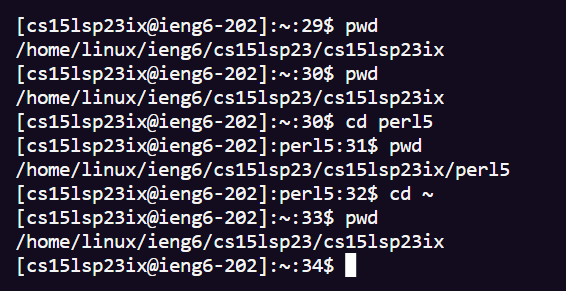 [cs15lsp23ix@ieng6-202]:~:29$ pwd
/home/linux/ieng6/cs15lsp23/cs15lsp23ix
[cs15lsp23ix@ieng6-202]:~:30$ pwd
/home/linux/ieng6/cs15lsp23/cs15lsp23ix
[cs15lsp23ix@ieng6-202]:~:30$ cd perl5
[cs15lsp23ix@ieng6-202]:perl5:31$ pwd
/home/linux/ieng6/cs15lsp23/cs15lsp23ix/perl5
[cs15lsp23ix@ieng6-202]:perl5:32$ cd ~
[cs15lsp23ix@ieng6-202]:~:33$ pwd
/home/linux/ieng6/cs15lsp23/cs15lsp23ix
[cs15lsp23ix@ieng6-202]:~:34$